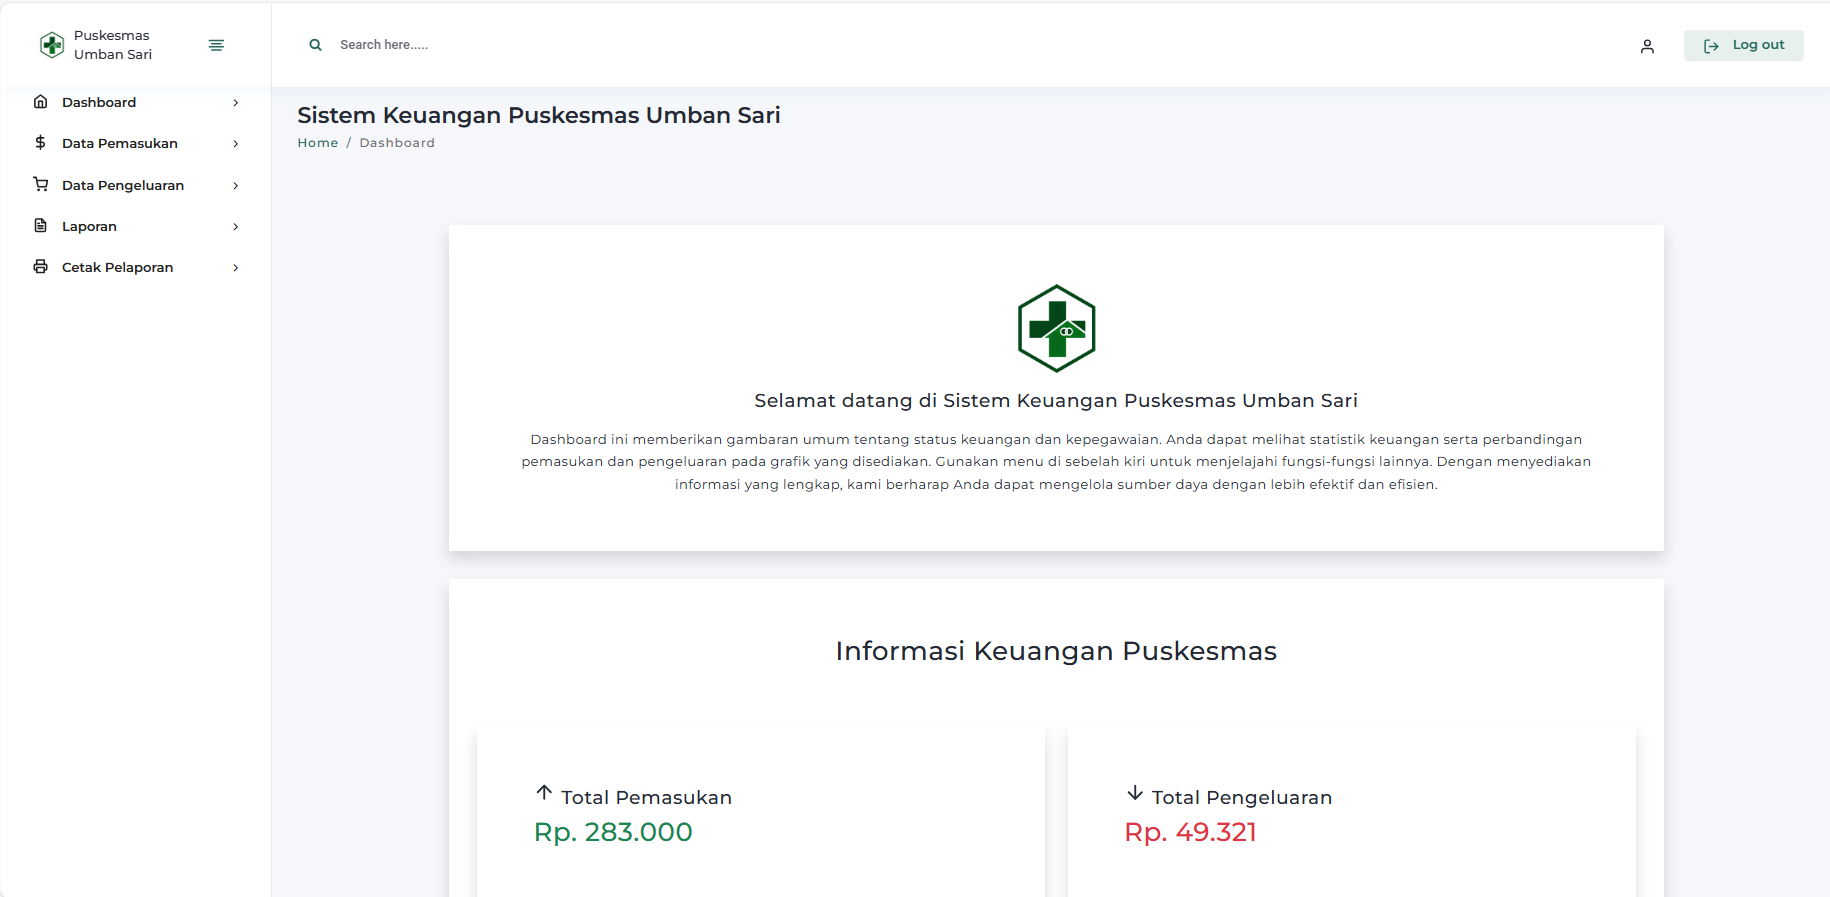 Puskesmas
Umban Sari
Search here.....
Log out
Dashboard
Data Pemasukan
Data Pengeluaran
Laporan
Cetak Pelaporan
Sistem Keuangan Puskesmas Umban Sari
Home / Dashboard
Selamat datang di Sistem Keuangan Puskesmas Umban Sari
Dashboard ini memberikan gambaran umum tentang status keuangan dan kepegawaian. Anda dapat melihat statistik keuangan serta perbandingan
pemasukan dan pengeluaran pada grafik yang disediakan. Gunakan menu di sebelah kiri untuk menjelajahi fungsi-fungsi lainnya. Dengan menyediakan
informasi yang lengkap, kami berharap Anda dapat mengelola sumber daya dengan lebih efektif dan efisien.
Informasi Keuangan Puskesmas
Total Pemasukan
Rp. 283.000
Total Pengeluaran
Rp. 49.321